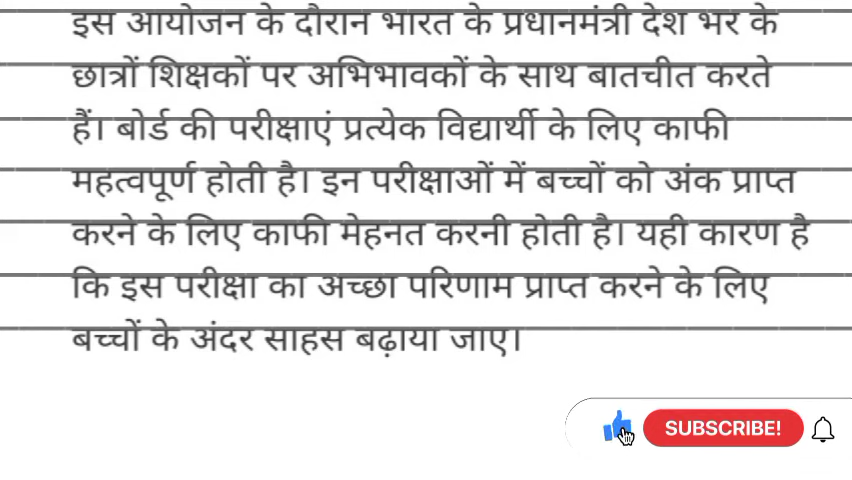 इस आयोजन के दौरान भारत के प्रधानमंत्री देश भर के
छात्रों शिक्षकों पर अभिभावकों के साथ बातचीत करते
हैं। बोर्ड की परीक्षाएं प्रत्येक विद्यार्थी के लिए काफी
महत्वपूर्ण होती है। इन परीक्षाओं में बच्चों को अंक प्राप्त
करने के लिए काफी मेहनत करनी होती है। यही कारण है
कि इस परीक्षा का अच्छा परिणाम प्राप्त करने के लिए
बच्चों के अंदर साहस बढ़ाया जाए।
SUBSCRIBE!